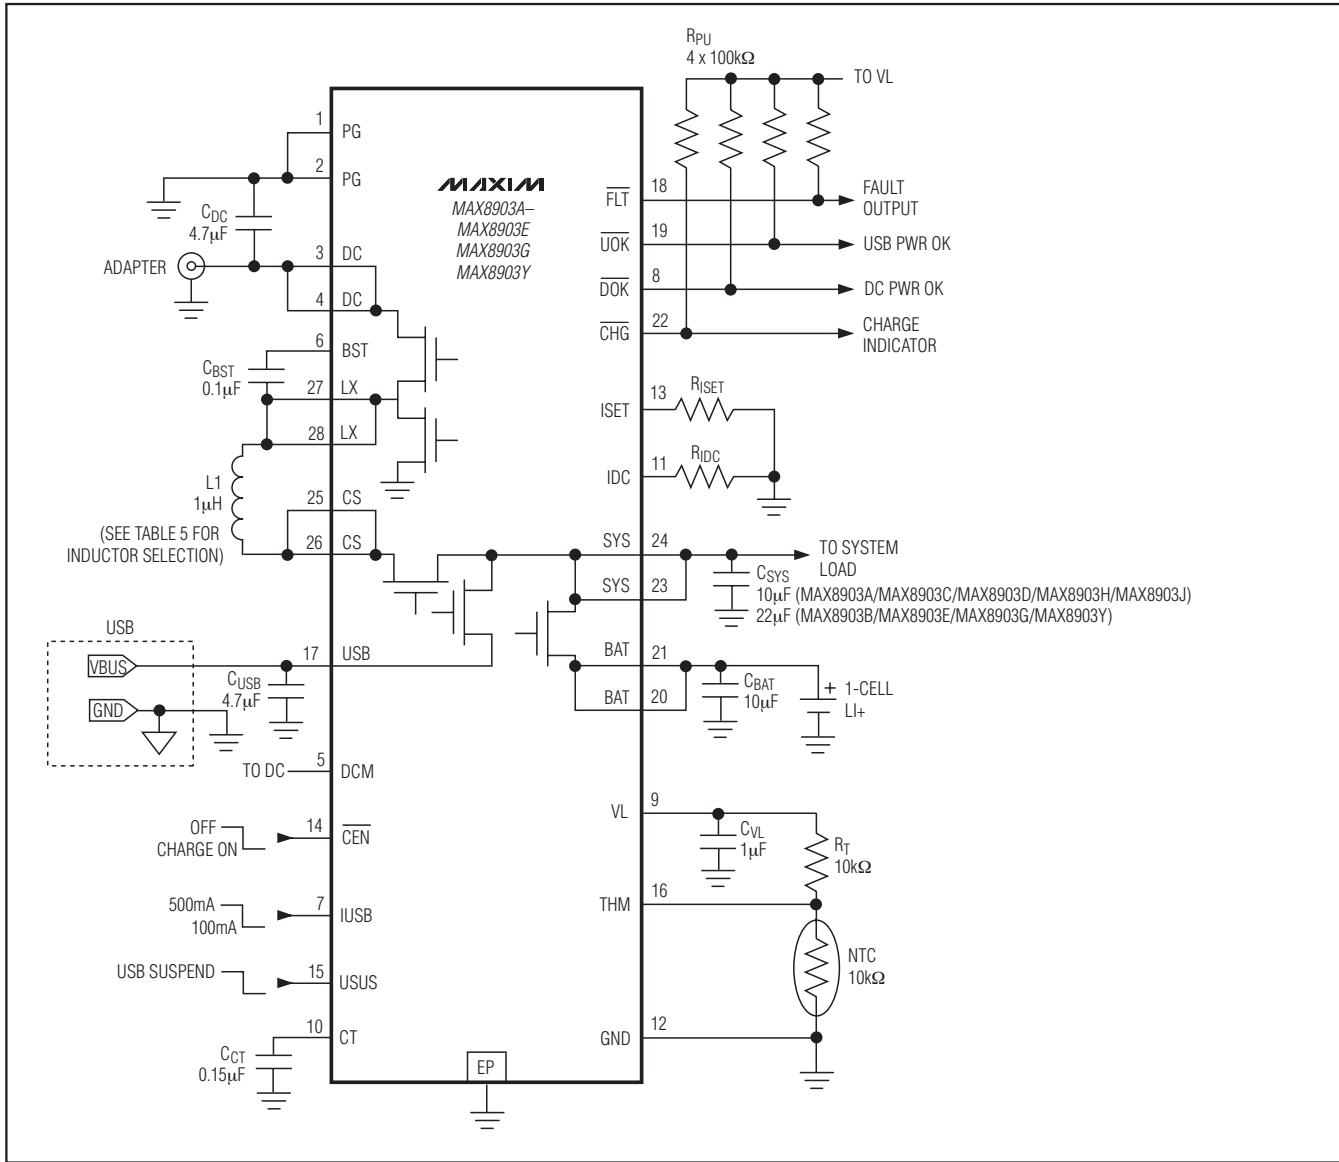 RPU
4 x 100kΩ
TO VL
1
PG
2
PG
CDC
4.7µF
ADAPTER
3
DC
4
DC
6
BST
CBST
0.1µF
27
LX
28
LX
L1
1µH
(SEE TABLE 5 FOR
INDUCTOR SELECTION)
25
CS
26
CS
USB
VBUS
GND
17
USB
CUSB
4.7µF
TO DC
5
DCM
OFF
CHARGE ON
14
CEN
500mA
100mA
7
IUSB
USB SUSPEND
15
USUS
10
CT
CCT
0.15µF
MAXIM
MAX8903A–
MAX8903E
MAX8903G
MAX8903Y
EP
FLT
18
FAULT
OUTPUT
UOK
19
USB PWR OK
DOK
8
DC PWR OK
CHG
22
CHARGE
INDICATOR
ISET
13
RISET
IDC
11
RIDC
SYS
24
TO SYSTEM
LOAD
SYS
23
CSYS
10µF (MAX8903A/MAX8903C/MAX8903D/MAX8903H/MAX8903J)
22µF (MAX8903B/MAX8903E/MAX8903G/MAX8903Y)
BAT
21
BAT
20
CBAT
10µF
+ 1-CELL
LI+
VL
9
CVL
1µF
RT
10kΩ
THM
16
NTC
10kΩ
GND
12